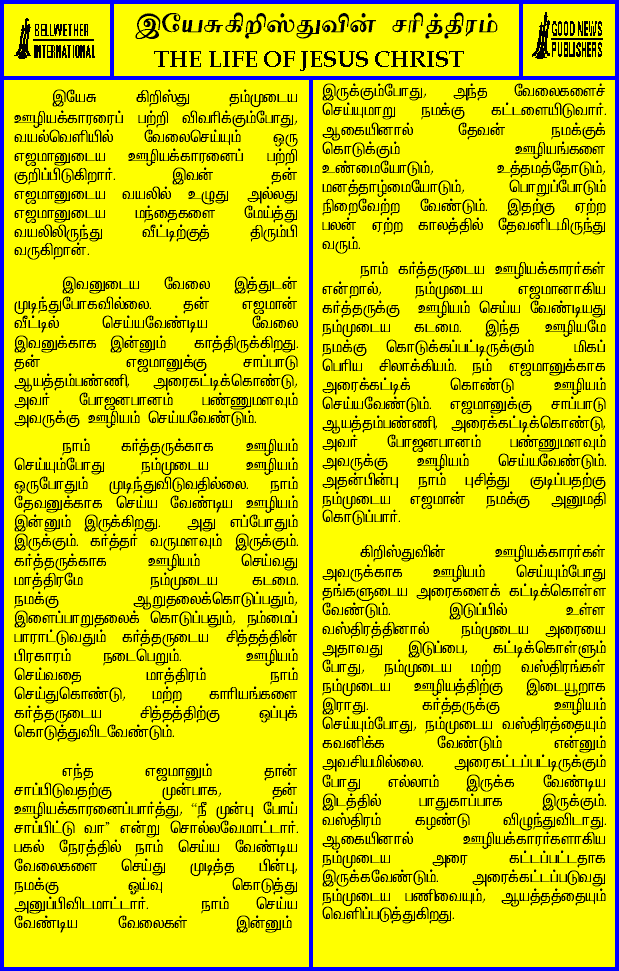 BELLWETHER
INTERNATIONAL
இயேசுகிறிஸ்துவின் சரித்திரம்
THE LIFE OF JESUS CHRIST
GOOD NEWS
PUBLISHERS
இயேசு கிறிஸ்து தம்முடைய
ஊழியக்காரரைப் பற்றி விவரிக்கும்போது,
வயல்வெளியில் வேலைசெய்யும் ஒரு
எஜமானுடைய ஊழியக்காரனைப் பற்றி
குறிப்பிடுகிறார். இவன் தன்
எஜமானுடைய வயலில் உழுது அல்லது
எஜமானுடைய மந்தைகளை மேய்த்து
வயலிலிருந்து வீட்டிற்குத் திரும்பி
வருகிறான்.
இவனுடைய வேலை இத்துடன்
முடிந்துபோகவில்லை. தன் எஜமான்
வீட்டில் செய்யவேண்டிய வேலை
இவனுக்காக இன்னும் காத்திருக்கிறது.
தன் எஜமானுக்கு சாப்பாடு
ஆயத்தம்பண்ணி, அரைகட்டிக்கொண்டு,
அவர் போஜனபானம் பண்ணுமளவும்
அவருக்கு ஊழியம் செய்யவேண்டும்.
நாம் கர்த்தருக்காக ஊழியம்
செய்யும்போது நம்முடைய ஊழியம்
ஒருபோதும் முடிந்துவிடுவதில்லை. நாம்
தேவனுக்காக செய்ய வேண்டிய ஊழியம்
இன்னும் இருக்கிறது. அது எப்போதும்
இருக்கும். கர்த்தர் வருமளவும் இருக்கும்.
கர்த்தருக்காக ஊழியம் செய்வது
மாத்திரமே நம்முடைய கடமை.
நமக்கு ஆறுதலைக்கொடுப்பதும்,
இளைப்பாறுதலைக் கொடுப்பதும், நம்மைப்
பாராட்டுவதும் கர்த்தருடைய சித்தத்தின்
பிரகாரம் நடைபெறும். ஊழியம்
செய்வதை மாத்திரம் நாம்
செய்துகொண்டு, மற்ற காரியங்களை
கர்த்தருடைய சித்தத்திற்கு ஒப்புக்
கொடுத்துவிடவேண்டும்.
எந்த எஜமானும் தான்
சாப்பிடுவதற்கு முன்பாக, தன்
ஊழியக்காரனைப்பார்த்து, “நீ முன்பு போய்
சாப்பிட்டு வா” என்று சொல்லவேமாட்டார்.
பகல் நேரத்தில் நாம் செய்ய வேண்டிய
வேலைகளை செய்து முடித்த பின்பு,
நமக்கு ஓய்வு கொடுத்து
அனுப்பிவிடமாட்டார். நாம் செய்ய
வேண்டிய வேலைகள் இன்னும்
இருக்கும்போது, அந்த வேலைகளைச்
செய்யுமாறு நமக்கு கட்டளையிடுவார்.
ஆகையினால் தேவன் நமக்குக்
கொடுக்கும் ஊழியங்களை
உண்மையோடும், உத்தமத்தோடும்,
மனத்தாழ்மையோடும், பொறுப்போடும்
நிறைவேற்ற வேண்டும். இதற்கு ஏற்ற
பலன் ஏற்ற காலத்தில் தேவனிடமிருந்து
வரும்.
நாம் கர்த்தருடைய ஊழியக்காரர்கள்
என்றால், நம்முடைய எஜமானாகிய
கர்த்தருக்கு ஊழியம் செய்ய வேண்டியது
நம்முடைய கடமை. இந்த ஊழியமே
நமக்கு கொடுக்கப்பட்டிருக்கும் மிகப்
பெரிய சிலாக்கியம். நம் எஜமானுக்காக
அரைக்கட்டிக் கொண்டு ஊழியம்
செய்யவேண்டும். எஜமானுக்கு சாப்பாடு
ஆயத்தம்பண்ணி, அரைக்கட்டிக்கொண்டு,
அவர் போஜனபானம் பண்ணுமளவும்
அவருக்கு ஊழியம் செய்யவேண்டும்.
அதன்பின்பு நாம் புசித்து குடிப்பதற்கு
நம்முடைய எஜமான் நமக்கு அனுமதி
கொடுப்பார்.
கிறிஸ்துவின் ஊழியக்காரர்கள்
அவருக்காக ஊழியம் செய்யும்போது
தங்களுடைய அரைகளைக் கட்டிக்கொள்ள
வேண்டும். இடுப்பில் உள்ள
வஸ்திரத்தினால் நம்முடைய அரையை
அதாவது இடுப்பை, கட்டிக்கொள்ளும்
போது, நம்முடைய மற்ற வஸ்திரங்கள்
நம்முடைய ஊழியத்திற்கு இடையூறாக
இராது. கர்த்தருக்கு ஊழியம்
செய்யும்போது, நம்முடைய வஸ்திரத்தையும்
கவனிக்க வேண்டும் என்னும்
அவசியமில்லை. அரைகட்டப்பட்டிருக்கும்
போது எல்லாம் இருக்க வேண்டிய
இடத்தில் பாதுகாப்பாக இருக்கும்.
வஸ்திரம் கழண்டு விழுந்துவிடாது.
ஆகையினால் ஊழியக்காரர்களாகிய
நம்முடைய அரை கட்டப்பட்டதாக
இருக்கவேண்டும். அரைக்கட்டப்படுவது
நம்முடைய பணிவையும், ஆயத்தத்தையும்
வெளிப்படுத்துகிறது.